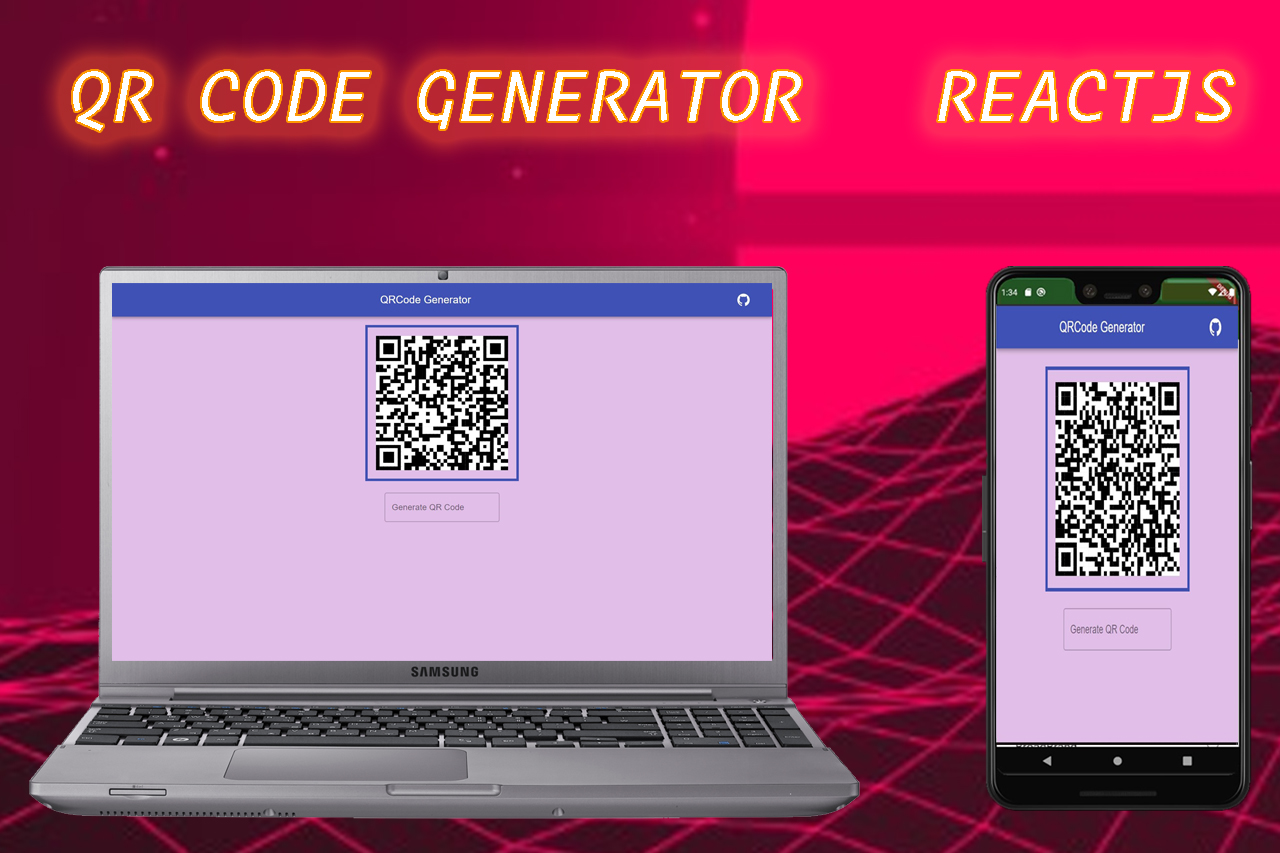 QR CODE GENERATOR REACTJS
QRCode Generator
Generate QR Code
SAMSUNG
1:34
QRCode Generator
Generate QR Code